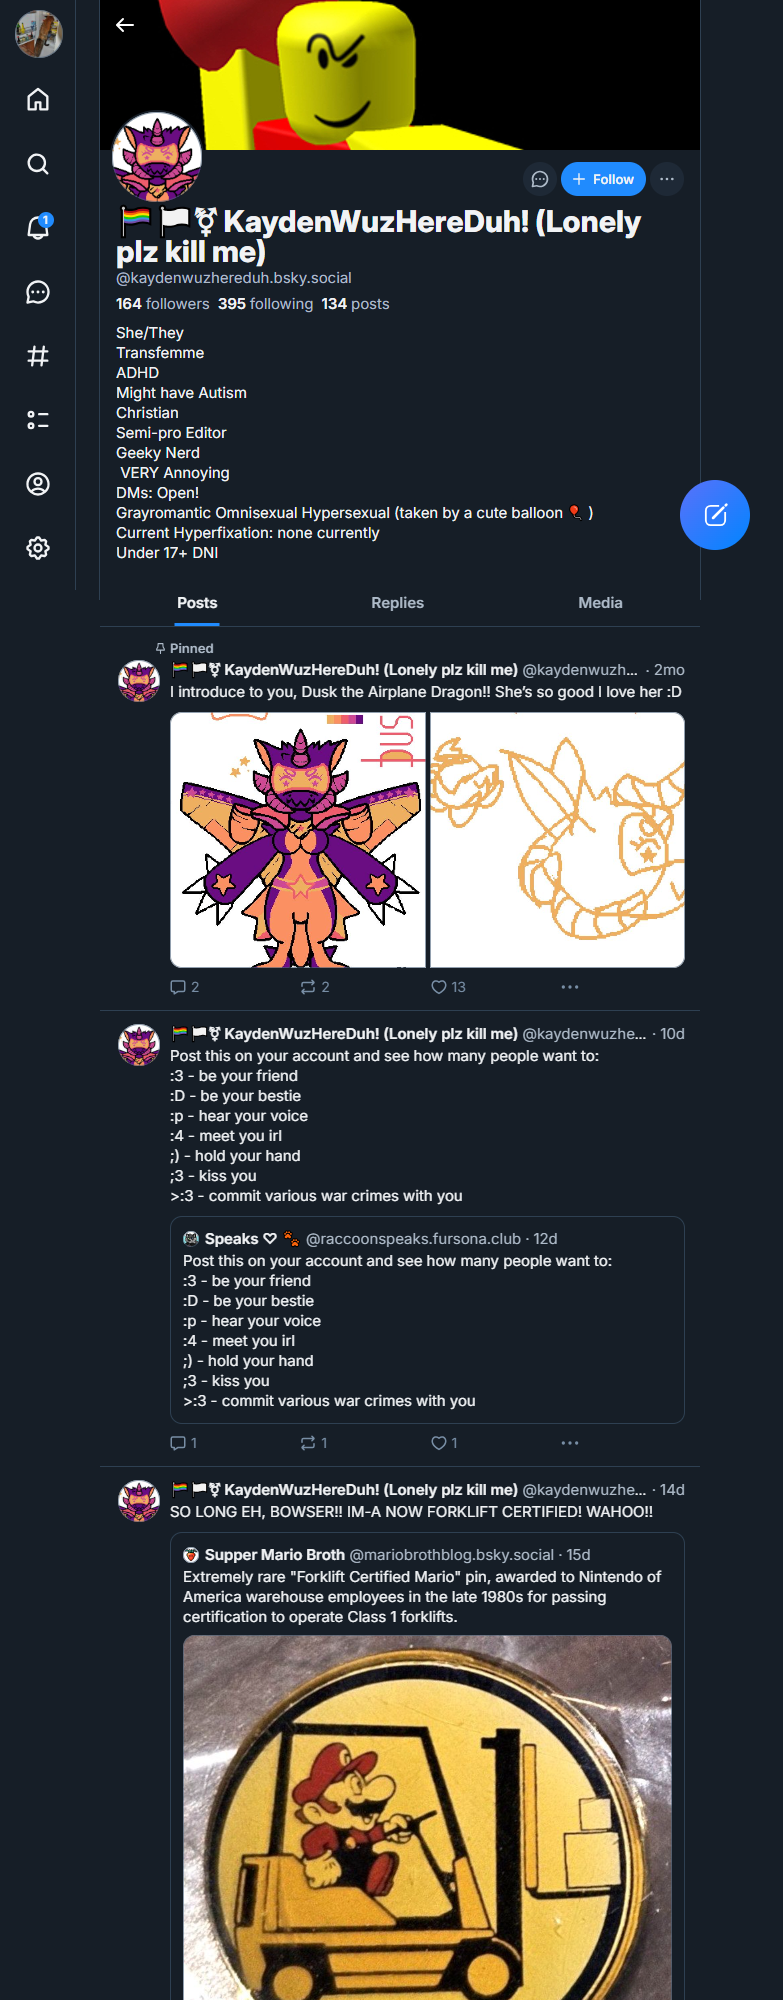 🏳️‍🌈🏳️‍⚧️ KaydenWuzHereDuh! (Lonely
plz kill me)
@kaydenwuzhereduh.bsky.social
164 followers 395 following 134 posts
Follow
She/They
Transfemme
ADHD
Might have Autism
Christian
Semi-pro Editor
Geeky Nerd
VERY Annoying
DMs: Open!
Grayromantic Omnisexual Hypersexual (taken by a cute balloon 🎈 )
Current Hyperfixation: none currently
Under 17+ DNI
1
Posts Replies Media
Pinned
🏳️‍🌈🏳️‍⚧️ KaydenWuzHereDuh! (Lonely plz kill me) @kaydenwuzh... · 2mo
I introduce to you, Dusk the Airplane Dragon!! She's so good I love her :D
2 2 13
🏳️‍🌈🏳️‍⚧️ KaydenWuzHereDuh! (Lonely plz kill me) @kaydenwuzhe... · 10d
Post this on your account and see how many people want to:
:3 - be your friend
:D - be your bestie
:p - hear your voice
:4 - meet you irl
;) - hold your hand
;3 - kiss you
>:3 - commit various war crimes with you
Speaks ♡ 🐾 @raccoonspeaks.fursona.club · 12d
Post this on your account and see how many people want to:
:3 - be your friend
:D - be your bestie
:p - hear your voice
:4 - meet you irl
;) - hold your hand
;3 - kiss you
>:3 - commit various war crimes with you
1 1 1
🏳️‍🌈🏳️‍⚧️ KaydenWuzHereDuh! (Lonely plz kill me) @kaydenwuzhe... · 14d
SO LONG EH, BOWSER!! IM-A NOW FORKLIFT CERTIFIED! WAHOO!!
Supper Mario Broth @mariobrothblog.bsky.social · 15d
Extremely rare "Forklift Certified Mario" pin, awarded to Nintendo of
America warehouse employees in the late 1980s for passing
certification to operate Class 1 forklifts.